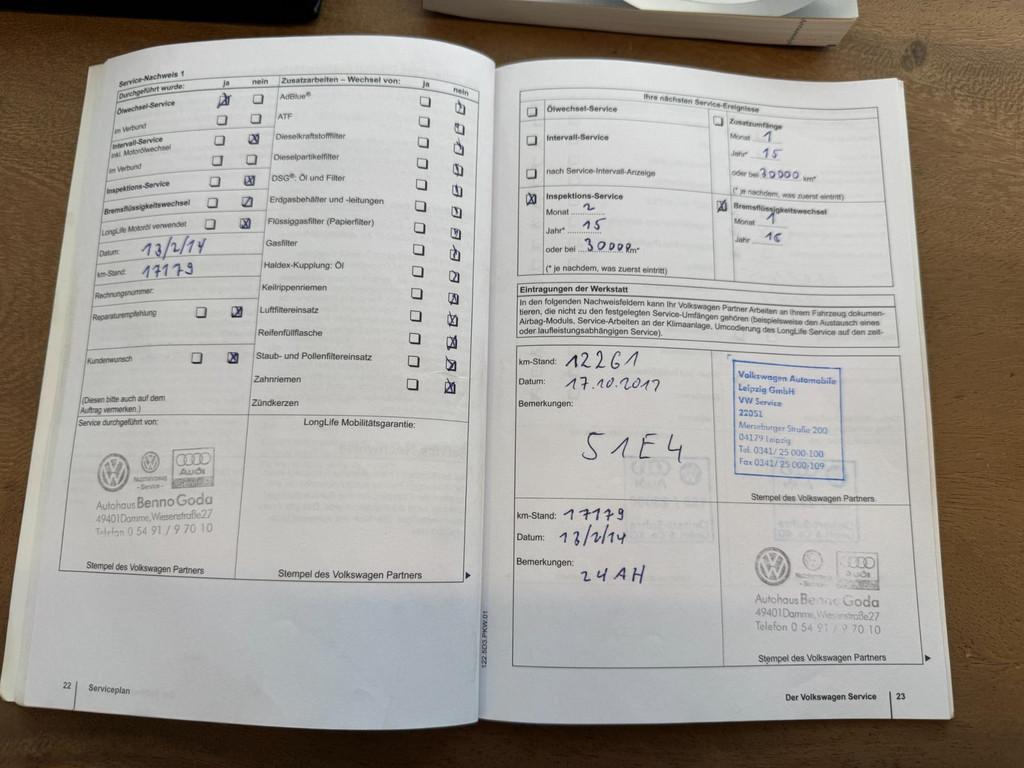 Service-Nachweis 1
Durchgeführt wurde: ja nein
Ölwechsel-Service
im Verbund
Intervall-Service
inkl. Motorölwechsel
im Verbund
Inspektions-Service
Bremsflüssigkeitswechsel
LongLife Motoröl verwendet
Datum: 13/2/14
km-Stand: 17179
Rechnungsnummer:
Reparaturempfehlung
Kundenwunsch
(Diesen bitte auch auf dem
Auftrag vermerken.)
Zusatzarbeiten – Wechsel von: ja nein
AdBlue®
ATF
Dieselkraftstofffilter
Dieselpartikelfilter
DSG®: Öl und Filter
Erdgasbehälter und -leitungen
Flüssiggasfilter (Papierfilter)
Gasfilter
Haldex-Kupplung: Öl
Keilrippenriemen
Luftfiltereinsatz
Reifenfüllflasche
Staub- und Pollenfiltereinsatz
Zahnriemen
Zündkerzen
Service durchgeführt von:
Audi
Autohaus Benno Goda
49401 Damme, Wiesenstraße 27
Telefon 0 54 91 / 9 70 10
Stempel des Volkswagen Partners
LongLife Mobilitätsgarantie:
Stempel des Volkswagen Partners
22 Serviceplan
122.5D3.PKW.01
Ihre nächsten Service-Ereignisse
Ölwechsel-Service
Intervall-Service
nach Service-Intervall-Anzeige
Inspektions-Service
Monat 2
Jahr* 15
oder bei 30000 km*
(* je nachdem, was zuerst eintritt)
Zusatzumfänge
Monat 1
Jahr* 15
oder bei 30000 km*
(* je nachdem, was zuerst eintritt)
Bremsflüssigkeitswechsel
Monat 1
Jahr 16
Eintragungen der Werkstatt
In den folgenden Nachweisfeldern kann Ihr Volkswagen Partner Arbeiten an Ihrem Fahrzeug dokumen-
tieren, die nicht zu den festgelegten Service-Umfängen gehören (beispielsweise den Austausch eines
Airbag-Moduls, Service-Arbeiten an der Klimaanlage, Umcodierung des LongLife Service auf den zeit-
oder laufleistungsabhängigen Service).
km-Stand: 12261
Datum: 17.10.2017
Bemerkungen:
51E4
Volkswagen Automobile
Leipzig GmbH
VW Service
22051
Merseburger Straße 200
04179 Leipzig
Tel. 0341/ 25 000-100
Fax 0341/ 25 000-109
Stempel des Volkswagen Partners
km-Stand: 17179
Datum: 13/2/14
Bemerkungen:
24AH
Audi
Autohaus Benno Goda
49401 Damme, Wiesenstraße 27
Telefon 0 54 91 / 9 70 10
Stempel des Volkswagen Partners
Der Volkswagen Service 23